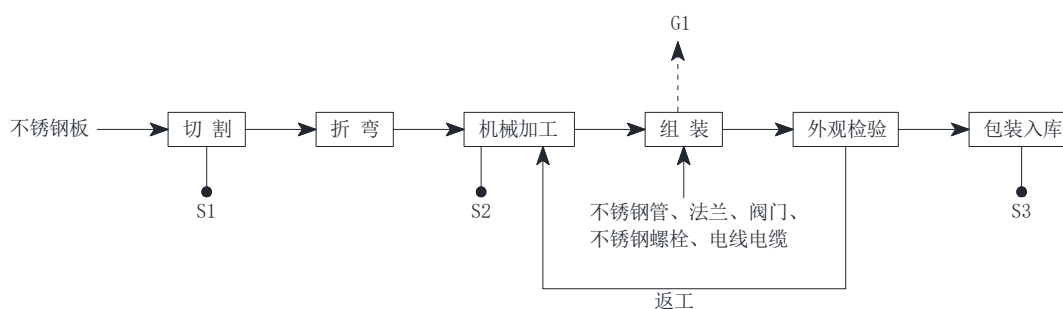 G1
不锈钢板
切 割
折 弯
机械加工
组 装
外观检验
包装入库
S1
S2
不锈钢管、法兰、阀门、
不锈钢螺栓、电线电缆
S3
返工